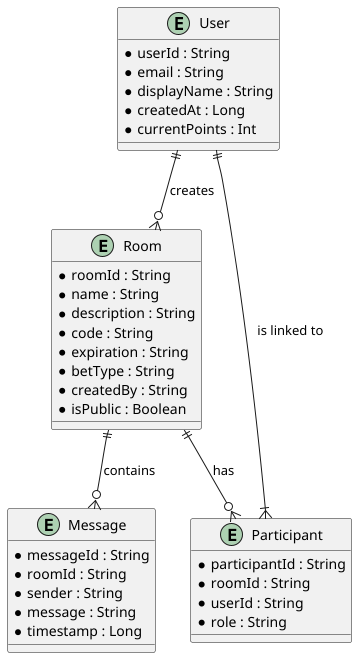 E User
* userId : String
* email : String
* displayName : String
* createdAt : Long
* currentPoints : Int
creates
E Room
* roomId : String
* name : String
* description : String
* code : String
* expiration : String
* betType : String
* createdBy : String
* isPublic : Boolean
is linked to
contains
has
E Message
* messageId : String
* roomId : String
* sender : String
* message : String
* timestamp : Long
E Participant
* participantId : String
* roomId : String
* userId : String
* role : String